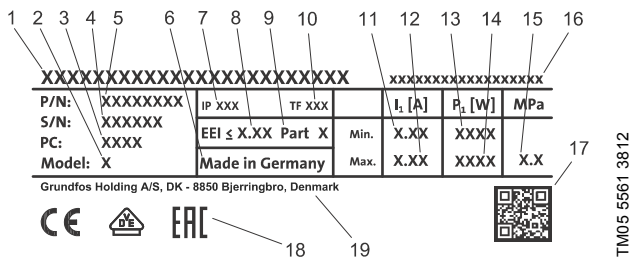 1 2 3 4 5 6 7 8 9 10 11 12 13 14 15 16
XXXXXXXXXXXXXXXXXXXXXXXXXXX XXXXXXXXXXXXXXXXXX
P/N: XXXXXXXX IP XXX TF XXX I₁ [A] P₁ [W] MPa
S/N: XXXXXX EEI ≤ X.XX Part X Min. X.XX XXXX
PC: XXXX
Model: X Made in Germany Max. X.XX XXXX X.X
Grundfos Holding A/S, DK - 8850 Bjerringbro, Denmark
17
CE VDE EAC
18 19
TM05 5561 3812